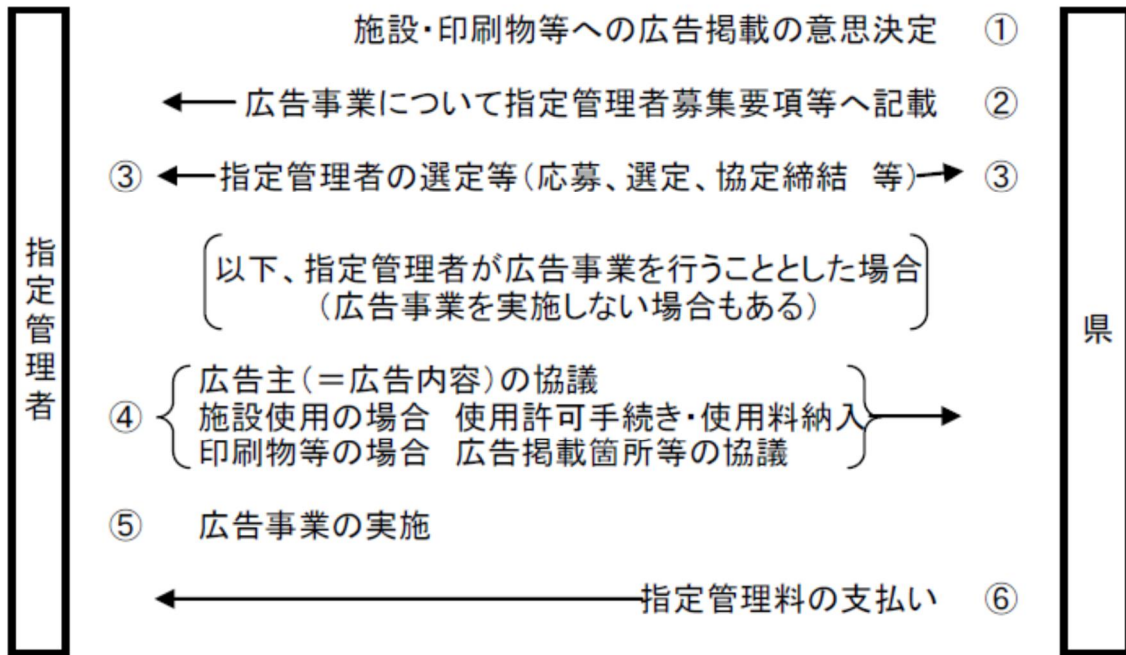 施設・印刷物等への広告掲載の意思決定 ①
広告事業について指定管理者募集要項等へ記載 ②
③ 指定管理者の選定等(応募、選定、協定締結 等) ③
以下、指定管理者が広告事業を行うこととした場合
(広告事業を実施しない場合もある)
指定管理者
県
広告主(=広告内容)の協議
④ 施設使用の場合 使用許可手続き・使用料納入
印刷物等の場合 広告掲載箇所等の協議
⑤ 広告事業の実施
指定管理料の支払い ⑥